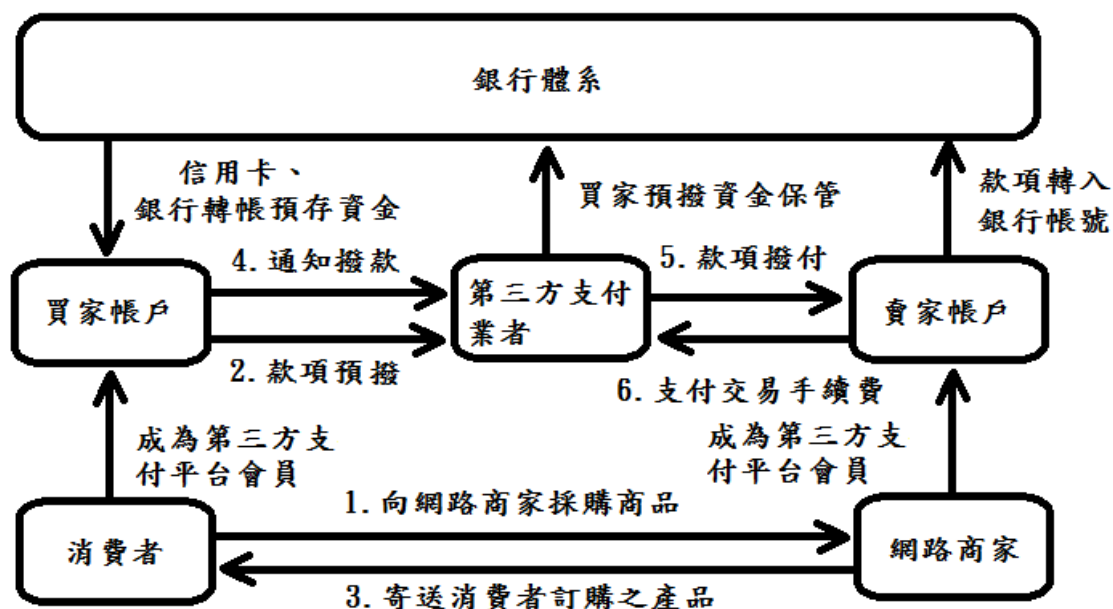 銀行體系
信用卡、
銀行轉帳預存資金
買家預撥資金保管
款項轉入
銀行帳號
4.通知撥款
5.款項撥付
買家帳戶
第三方支付
業者
賣家帳戶
2.款項預撥
6.支付交易手續費
成為第三方支
付平台會員
成為第三方支
付平台會員
1.向網路商家採購商品
消費者
網路商家
3.寄送消費者訂購之產品